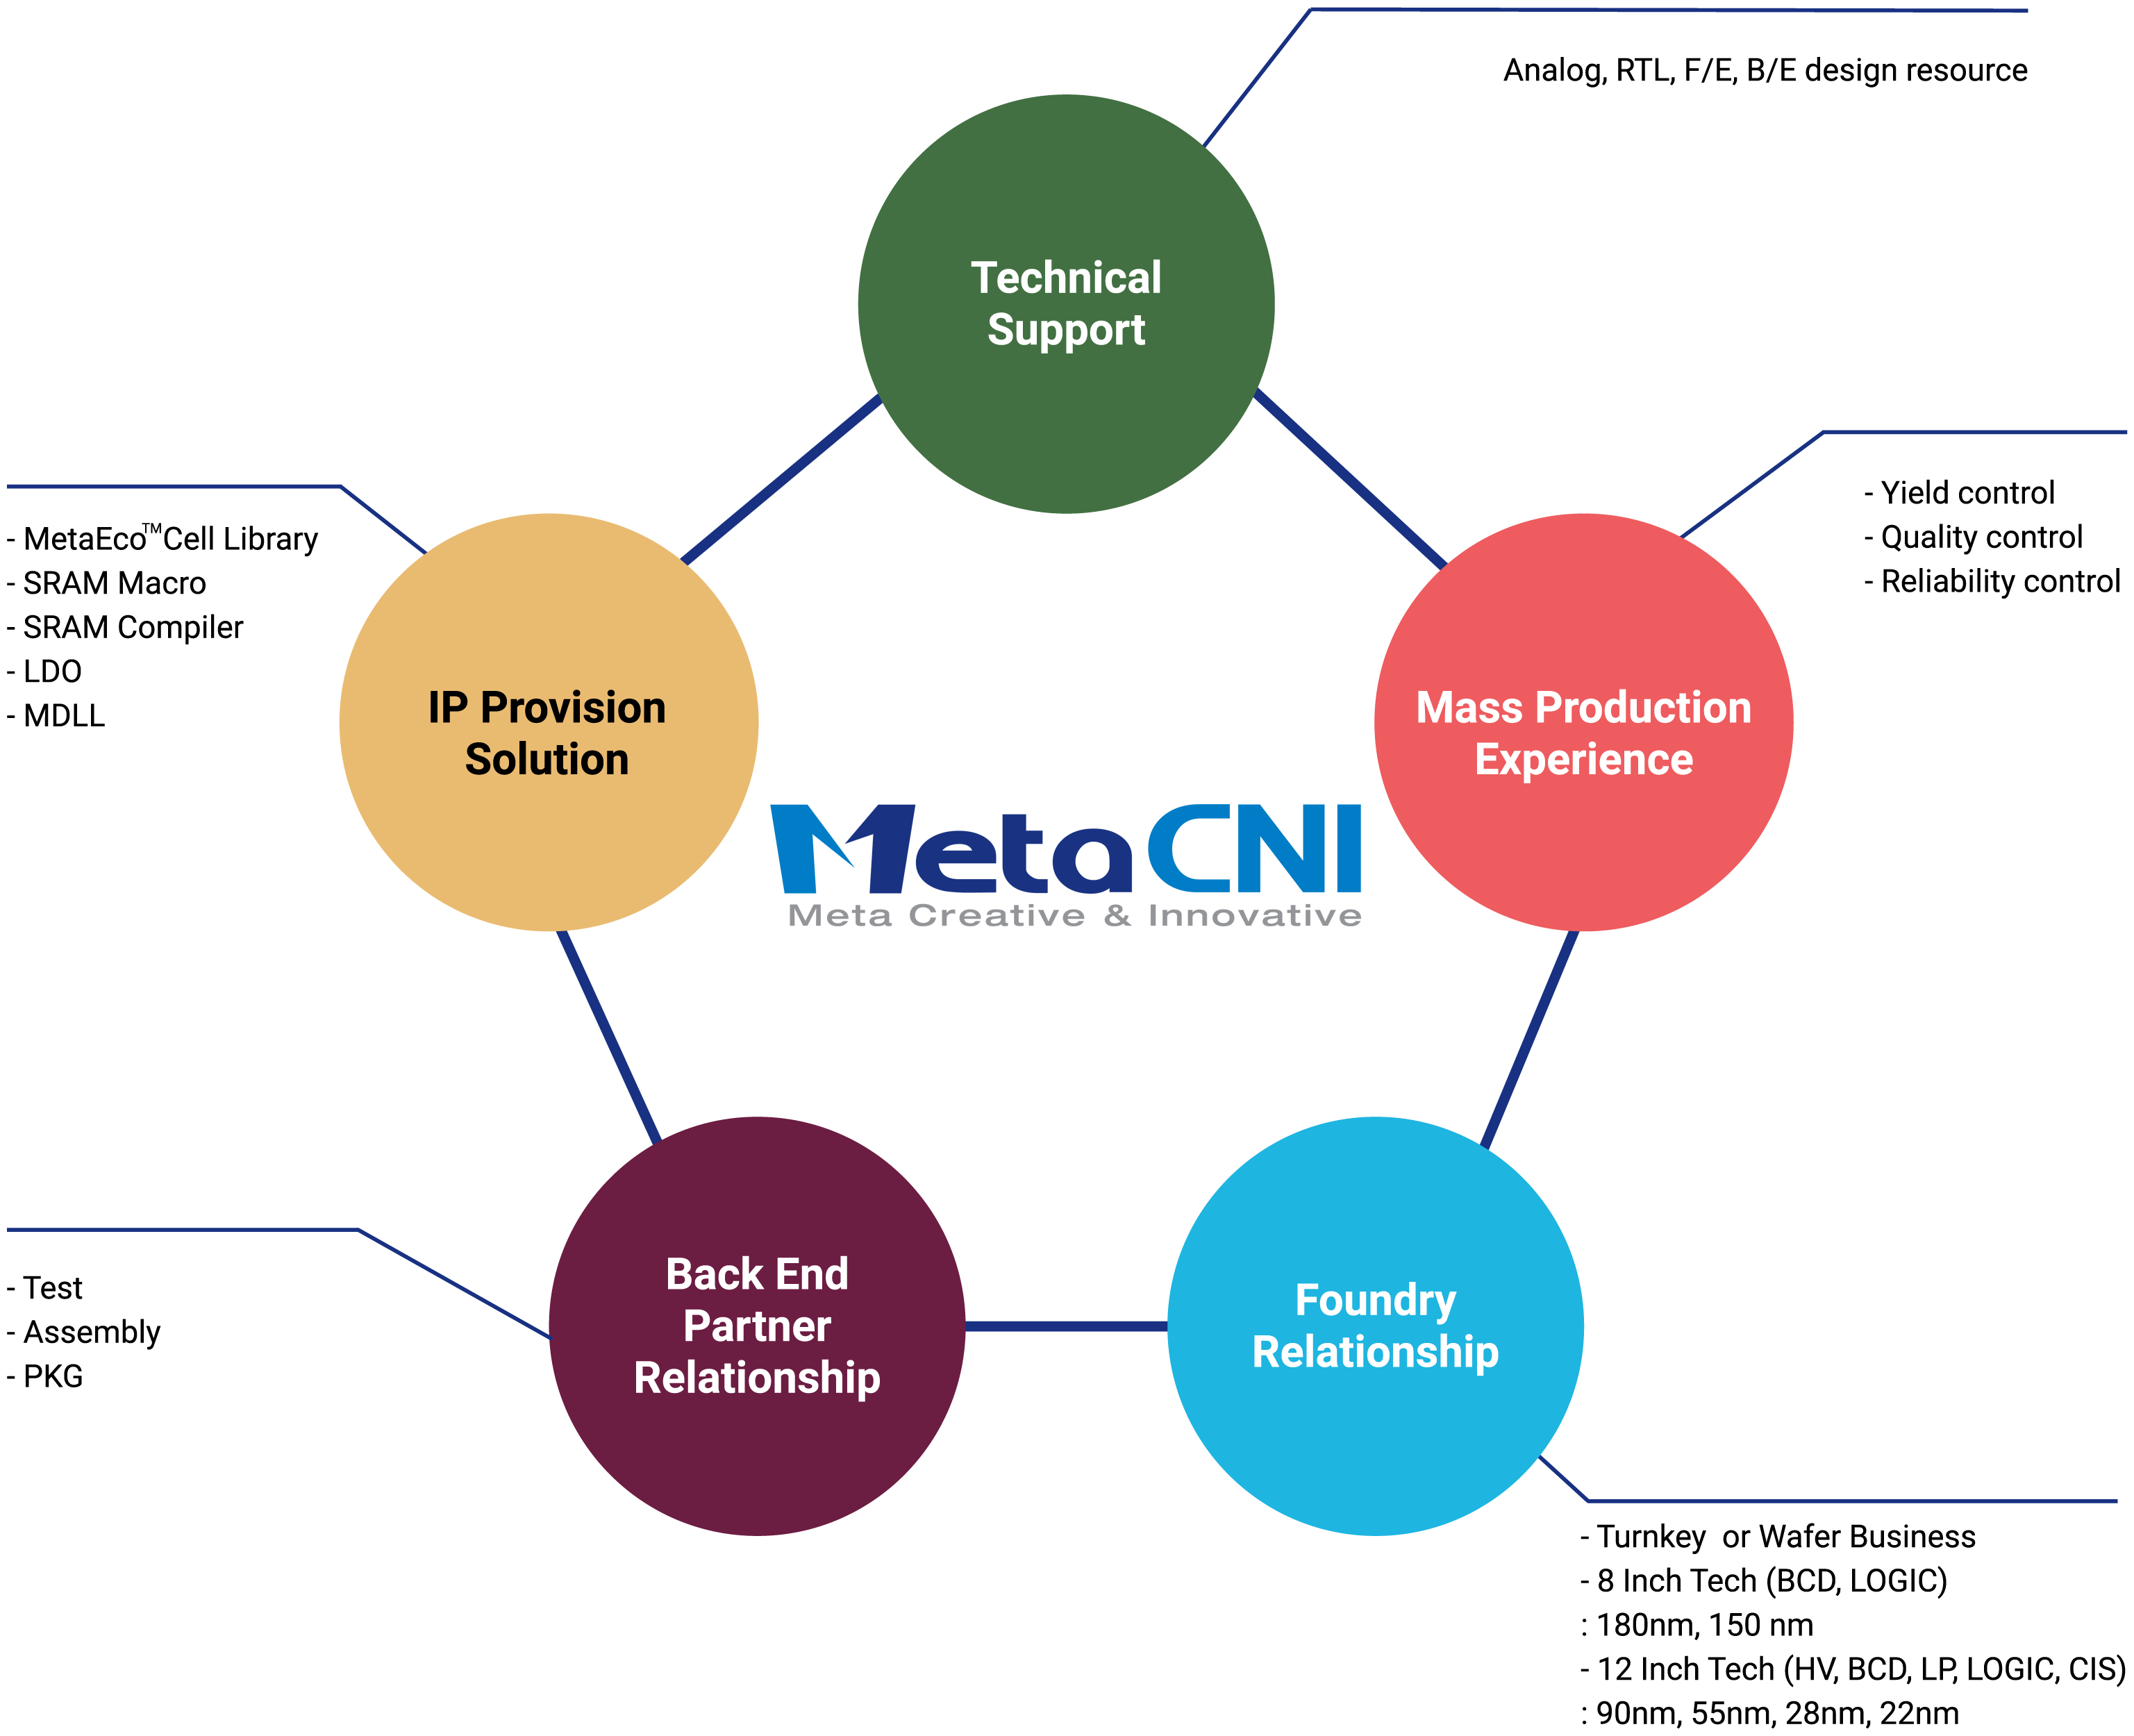 Analog, RTL, F/E, B/E design resource
Technical
Support
- Yield control
- Quality control
- Reliability control
- MetaEco™Cell Library
- SRAM Macro
- SRAM Compiler
- LDO
- MDLL
IP Provision
Solution
Mass Production
Experience
MetaCNI
Meta Creative & Innovative
- Test
- Assembly
- PKG
Back End
Partner
Relationship
Foundry
Relationship
- Turnkey  or Wafer Business
- 8 Inch Tech (BCD, LOGIC)
: 180nm, 150 nm
- 12 Inch Tech (HV, BCD, LP, LOGIC, CIS)
: 90nm, 55nm, 28nm, 22nm